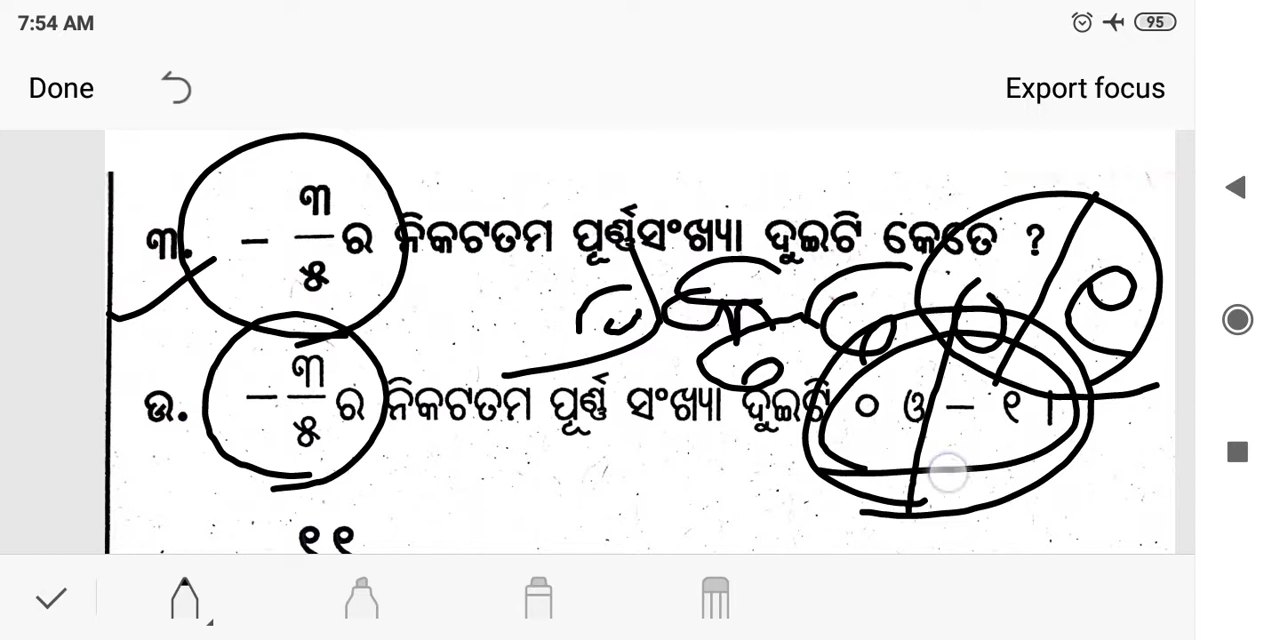 7:54 AM 95
Done Export focus
୩. - ୩/୫ ର ନିକଟତମ ପୂର୍ଣ୍ଣସଂଖ୍ୟା ଦୁଇଟି କେତେ ?
ଉ. - ୩/୫ ର ନିକଟତମ ପୂର୍ଣ୍ଣ ସଂଖ୍ୟା ଦୁଇଟି ୦ ଓ - ୧ ।
୧୧